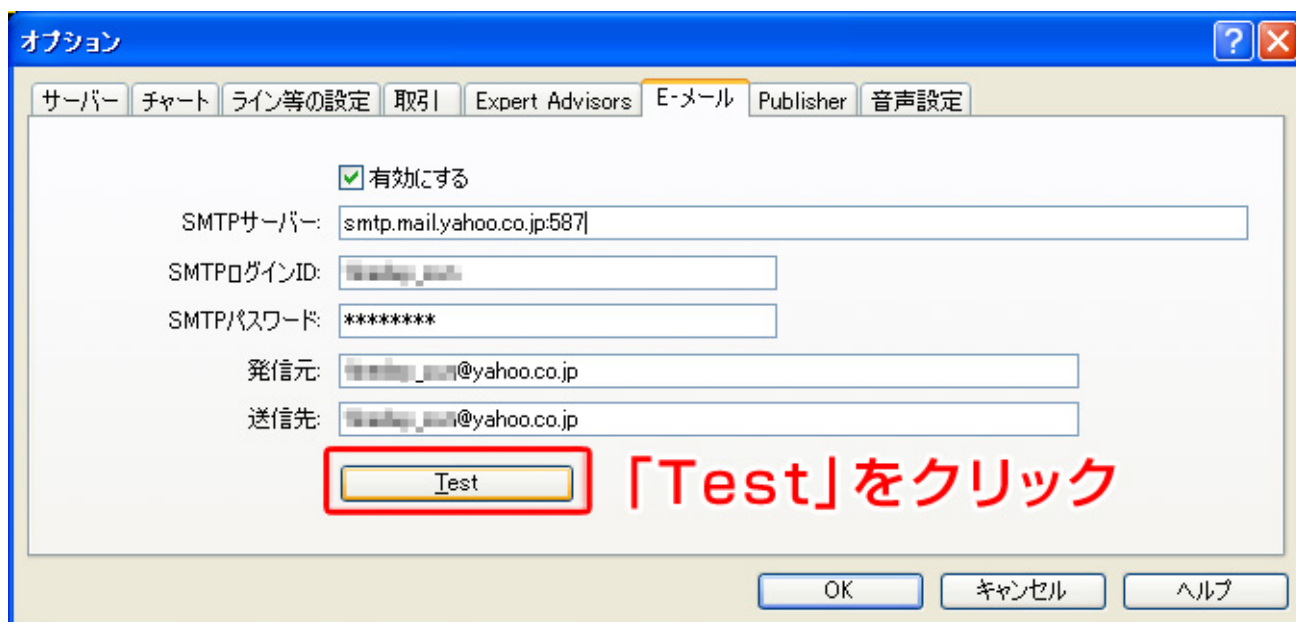 オプション
サーバー チャート ライン等の設定 取引 Expert Advisors E-メール Publisher 音声設定
有効にする
SMTPサーバー: smtp.mail.yahoo.co.jp:587
SMTPログインID:
SMTPパスワード: ********
発信元: @yahoo.co.jp
送信先: @yahoo.co.jp
Test 「Test」をクリック
OK キャンセル ヘルプ